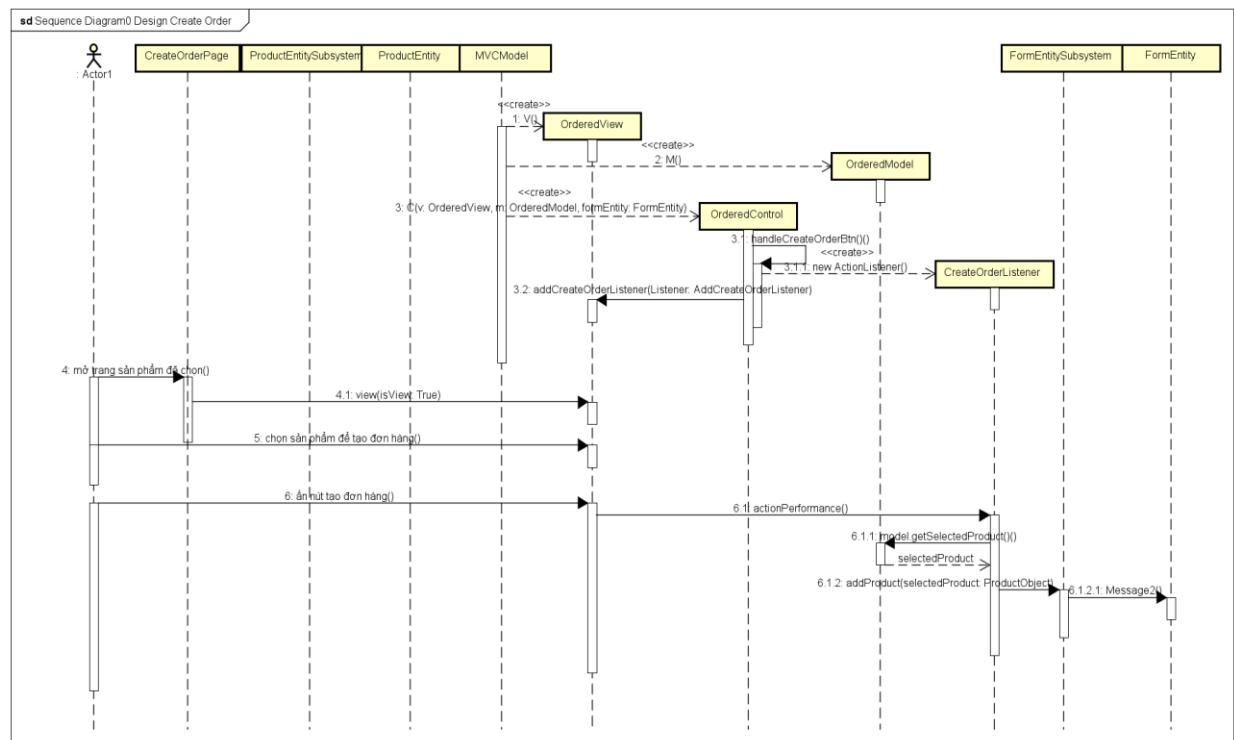 sd Sequence Diagram0 Design Create Order
: Actor1
CreateOrderPage
ProductEntitySubsystem
ProductEntity
MVCModel
FormEntitySubsystem
FormEntity
<<create>>
1: V()
OrderedView
<<create>>
2: M()
OrderedModel
<<create>>
3: C(v: OrderedView, m: OrderedModel, formEntity: FormEntity)
OrderedControl
3.1: handleCreateOrderBtn()()
<<create>>
3.1.1: new ActionListener()
CreateOrderListener
3.2: addCreateOrderListener(Listener: AddCreateOrderListener)
4: mở trang sản phẩm để chọn()
4.1: view(isView: True)
5: chọn sản phẩm để tạo đơn hàng()
6: ấn nút tạo đơn hàng()
6.1: actionPerformance()
6.1.1: model.getSelectedProduct()()
selectedProduct
6.1.2: addProduct(selectedProduct: ProductObject)
6.1.2.1: Message2()